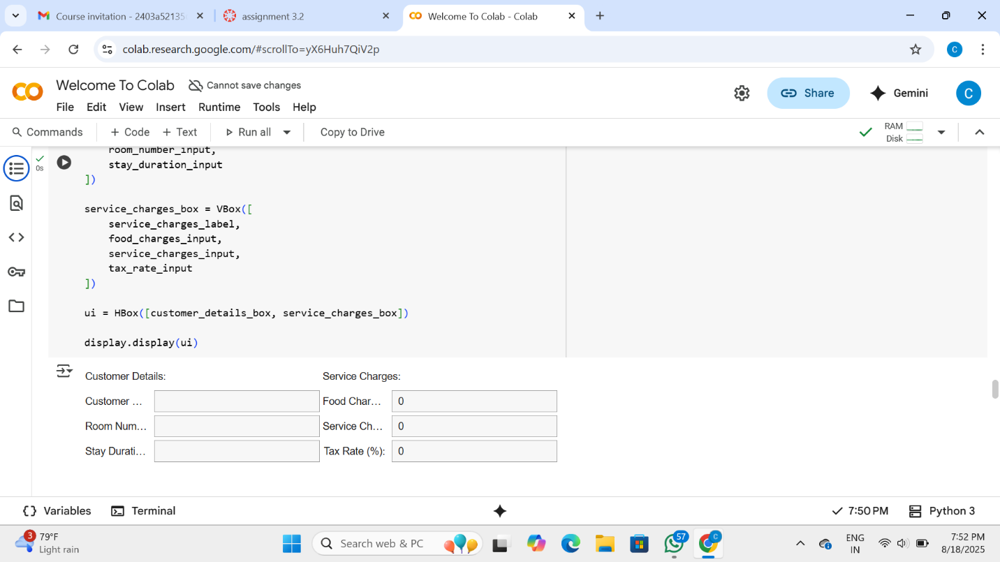 Course invitation - 2403a5213
assignment 3.2
Welcome To Colab - Colab
colab.research.google.com/#scrollTo=yX6Huh7QiV2p
C
Welcome To Colab
Cannot save changes
Share
Gemini
C
File Edit View Insert Runtime Tools Help
Commands
+ Code + Text
Run all
Copy to Drive
RAM
Disk
0s
room_number_input,
stay_duration_input
])
service_charges_box = VBox([
service_charges_label,
food_charges_input,
service_charges_input,
tax_rate_input
])
ui = HBox([customer_details_box, service_charges_box])
display.display(ui)
Customer Details: Service Charges:
Customer ... Food Char... 0
Room Num... Service Ch... 0
Stay Durati... Tax Rate (%): 0
Variables
Terminal
7:50 PM
Python 3
3
79°F
Light rain
Search web & PC
57
C
ENG
IN
7:52 PM
8/18/2025